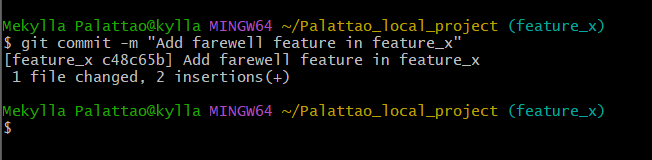 Mekylla Palattao@kylla MINGW64 ~/Palattao_local_project (feature_x)
$ git commit -m "Add farewell feature in feature_x"
[feature_x c48c65b] Add farewell feature in feature_x
 1 file changed, 2 insertions(+)
Mekylla Palattao@kylla MINGW64 ~/Palattao_local_project (feature_x)
$